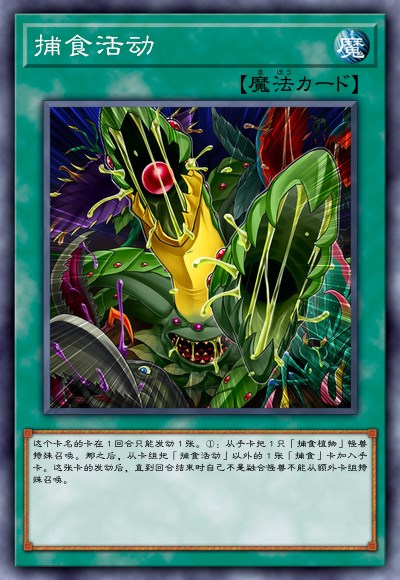 捕食活动
魔
【魔法カード】
ま ほう
这个卡名的卡在1回合只能发动1张。①：从手卡把1只「捕食植物」怪兽
特殊召唤。那之后，从卡组把「捕食活动」以外的1张「捕食」卡加入手
卡。这张卡的发动后，直到回合结束时自己不是融合怪兽不能从额外卡组特
殊召唤。